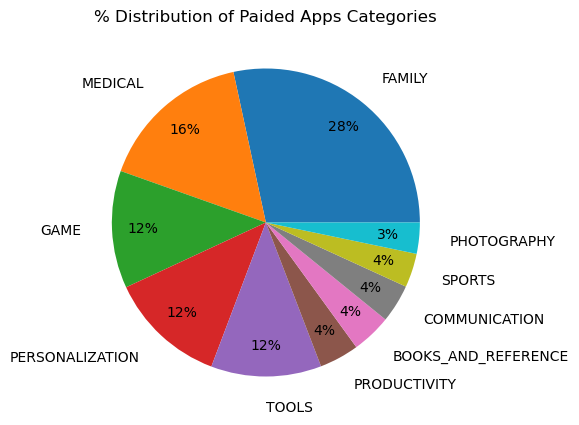 % Distribution of Paided Apps Categories
FAMILY
28%
MEDICAL
16%
GAME
12%
PERSONALIZATION
12%
TOOLS
12%
PRODUCTIVITY
4%
BOOKS_AND_REFERENCE
4%
COMMUNICATION
4%
SPORTS
4%
PHOTOGRAPHY
3%